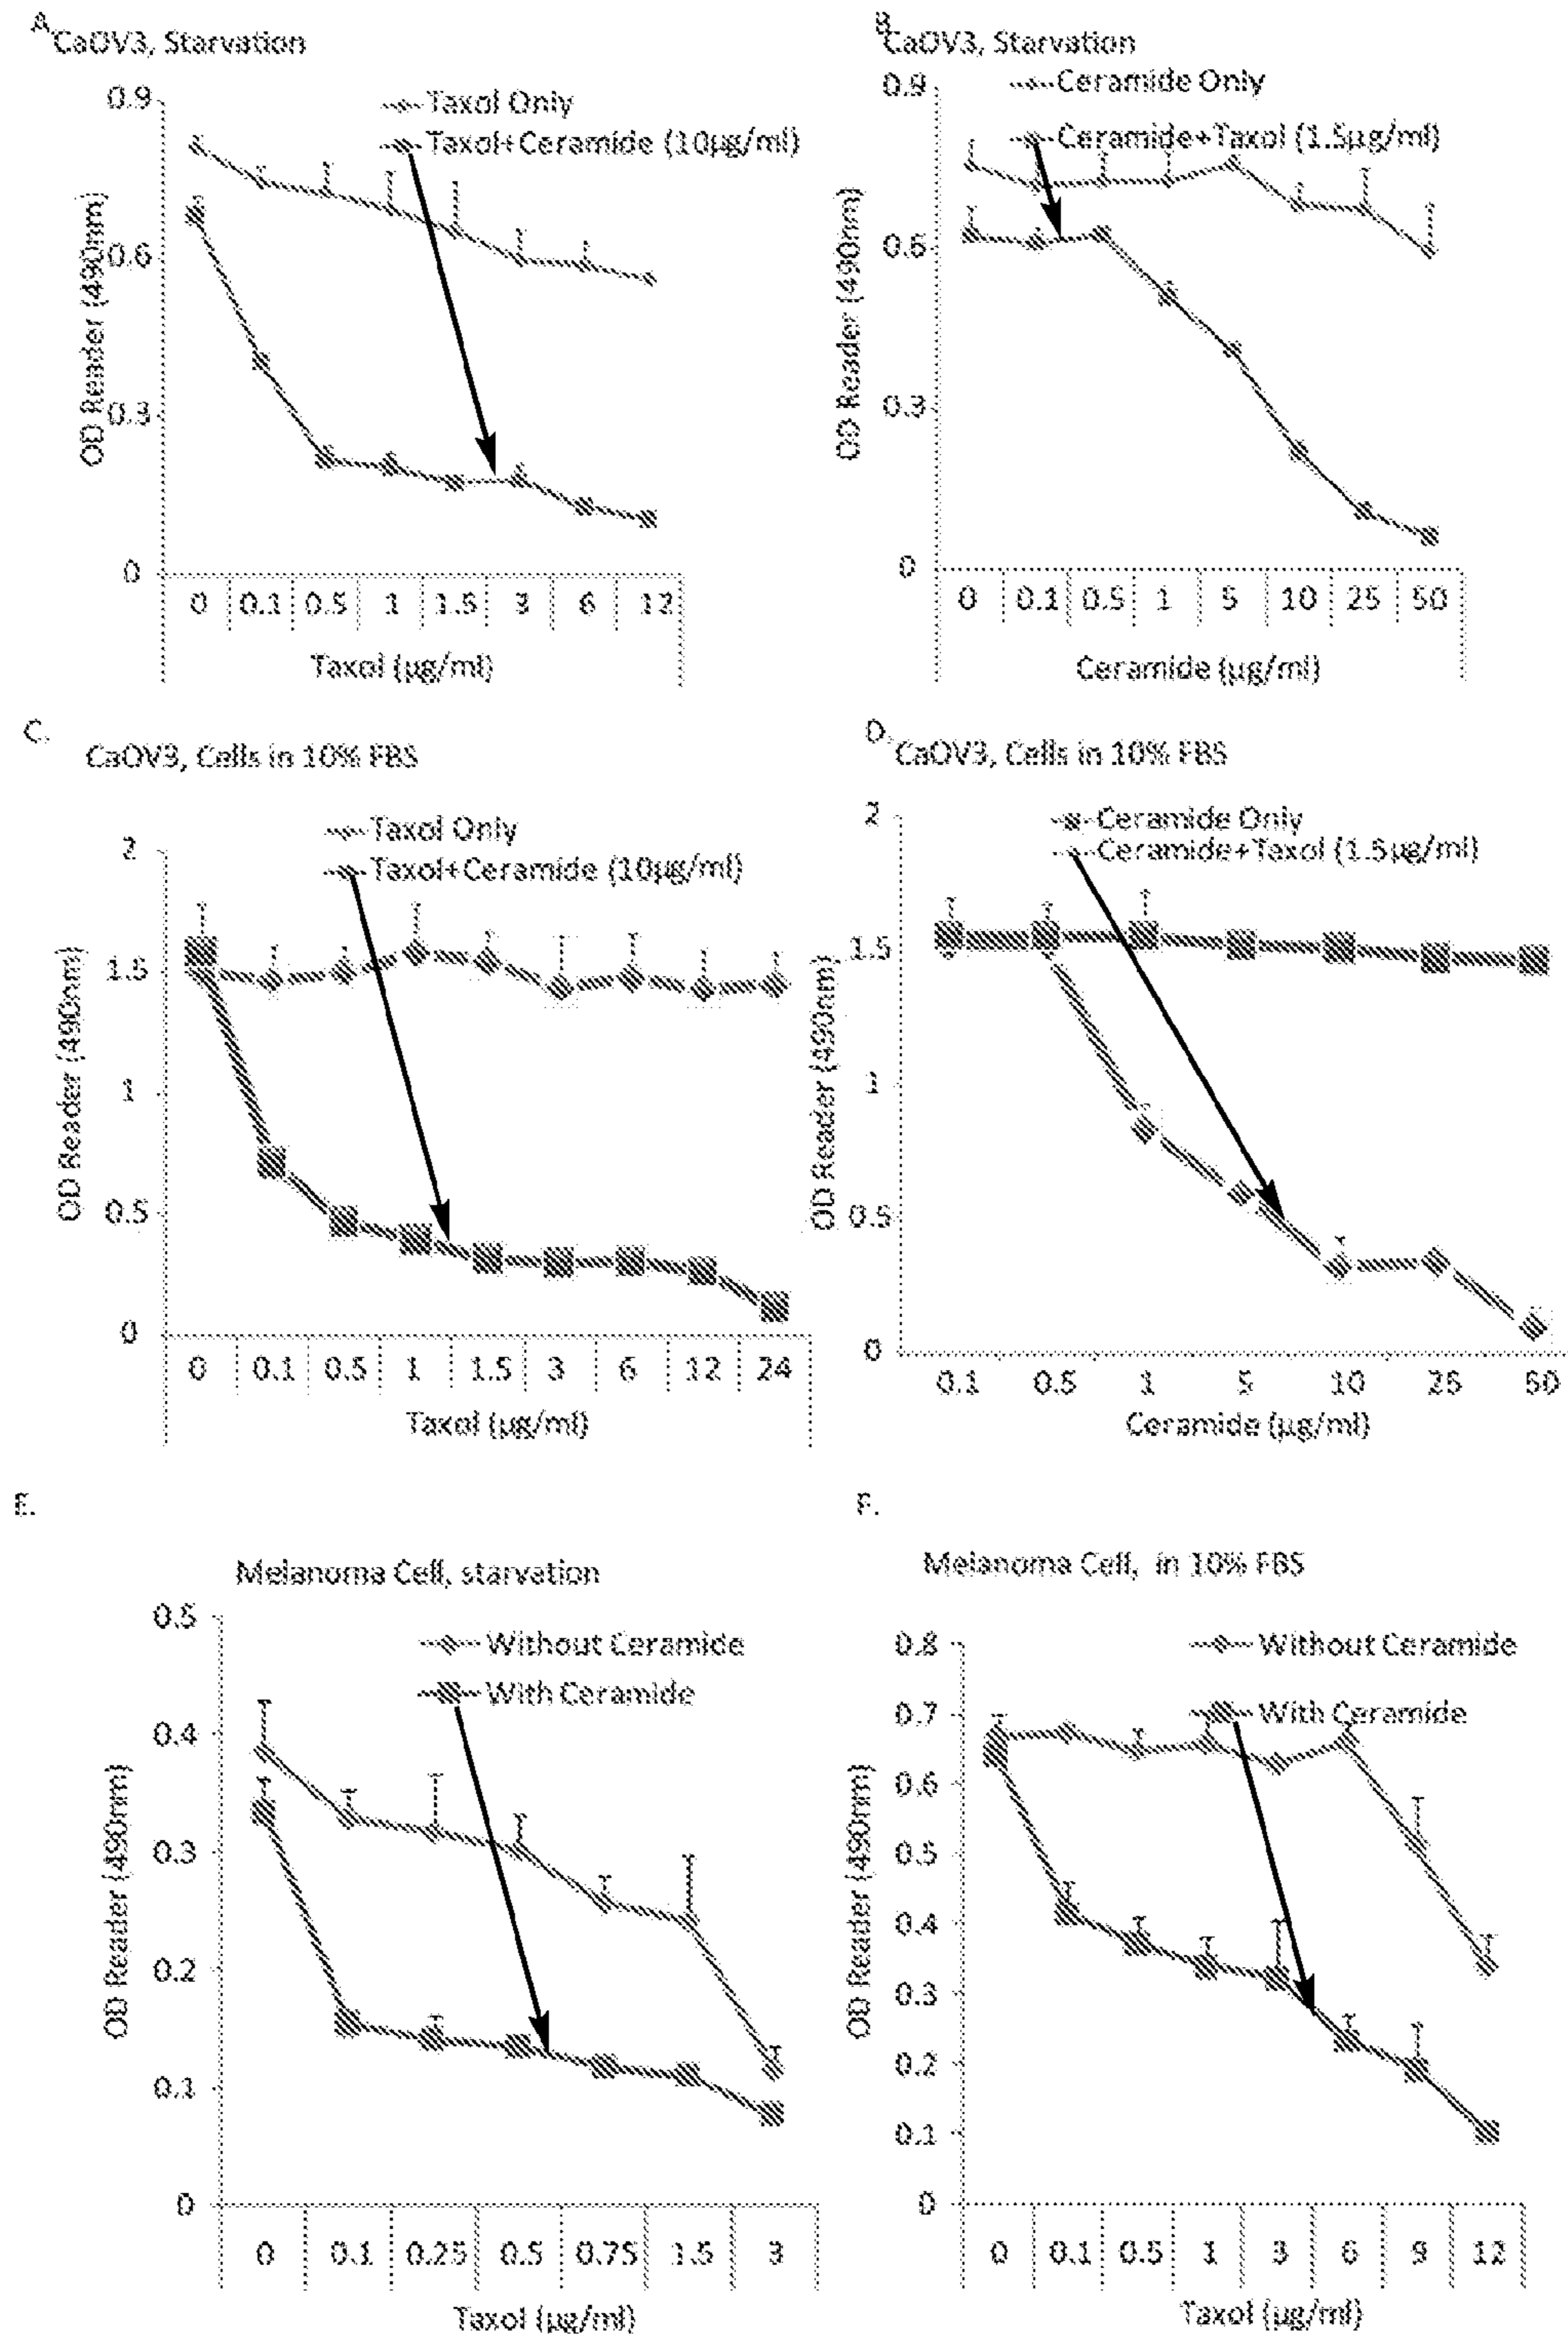 A.
CaOV3, Starvation
Taxol Only
Taxol+Ceramide (10µg/ml)
OD Reader (490nm)
0.9
0.6
0.3
0
0 0.1 0.5 1 1.5 3 6 12
Taxol (µg/ml)
B.
CaOV3, Starvation
Ceramide Only
Ceramide+Taxol (1.5µg/ml)
OD Reader (490nm)
0.9
0.6
0.3
0
0 0.1 0.5 1 5 10 25 50
Ceramide (µg/ml)
C.
CaOV3, Cells in 10% FBS
Taxol Only
Taxol+Ceramide (10µg/ml)
OD Reader (490nm)
2
1.5
1
0.5
0
0 0.1 0.5 1 1.5 3 6 12 24
Taxol (µg/ml)
D.
CaOV3, Cells in 10% FBS
Ceramide Only
Ceramide+Taxol (1.5µg/ml)
OD Reader (490nm)
2
1.5
1
0.5
0
0.1 0.5 1 5 10 25 50
Ceramide (µg/ml)
E.
Melanoma Cell, starvation
Without Ceramide
With Ceramide
OD Reader (490nm)
0.5
0.4
0.3
0.2
0.1
0
0 0.1 0.25 0.5 0.75 1.5 3
Taxol (µg/ml)
F.
Melanoma Cell, in 10% FBS
Without Ceramide
With Ceramide
OD Reader (490nm)
0.8
0.7
0.6
0.5
0.4
0.3
0.2
0.1
0
0 0.1 0.5 1 3 6 9 12
Taxol (µg/ml)